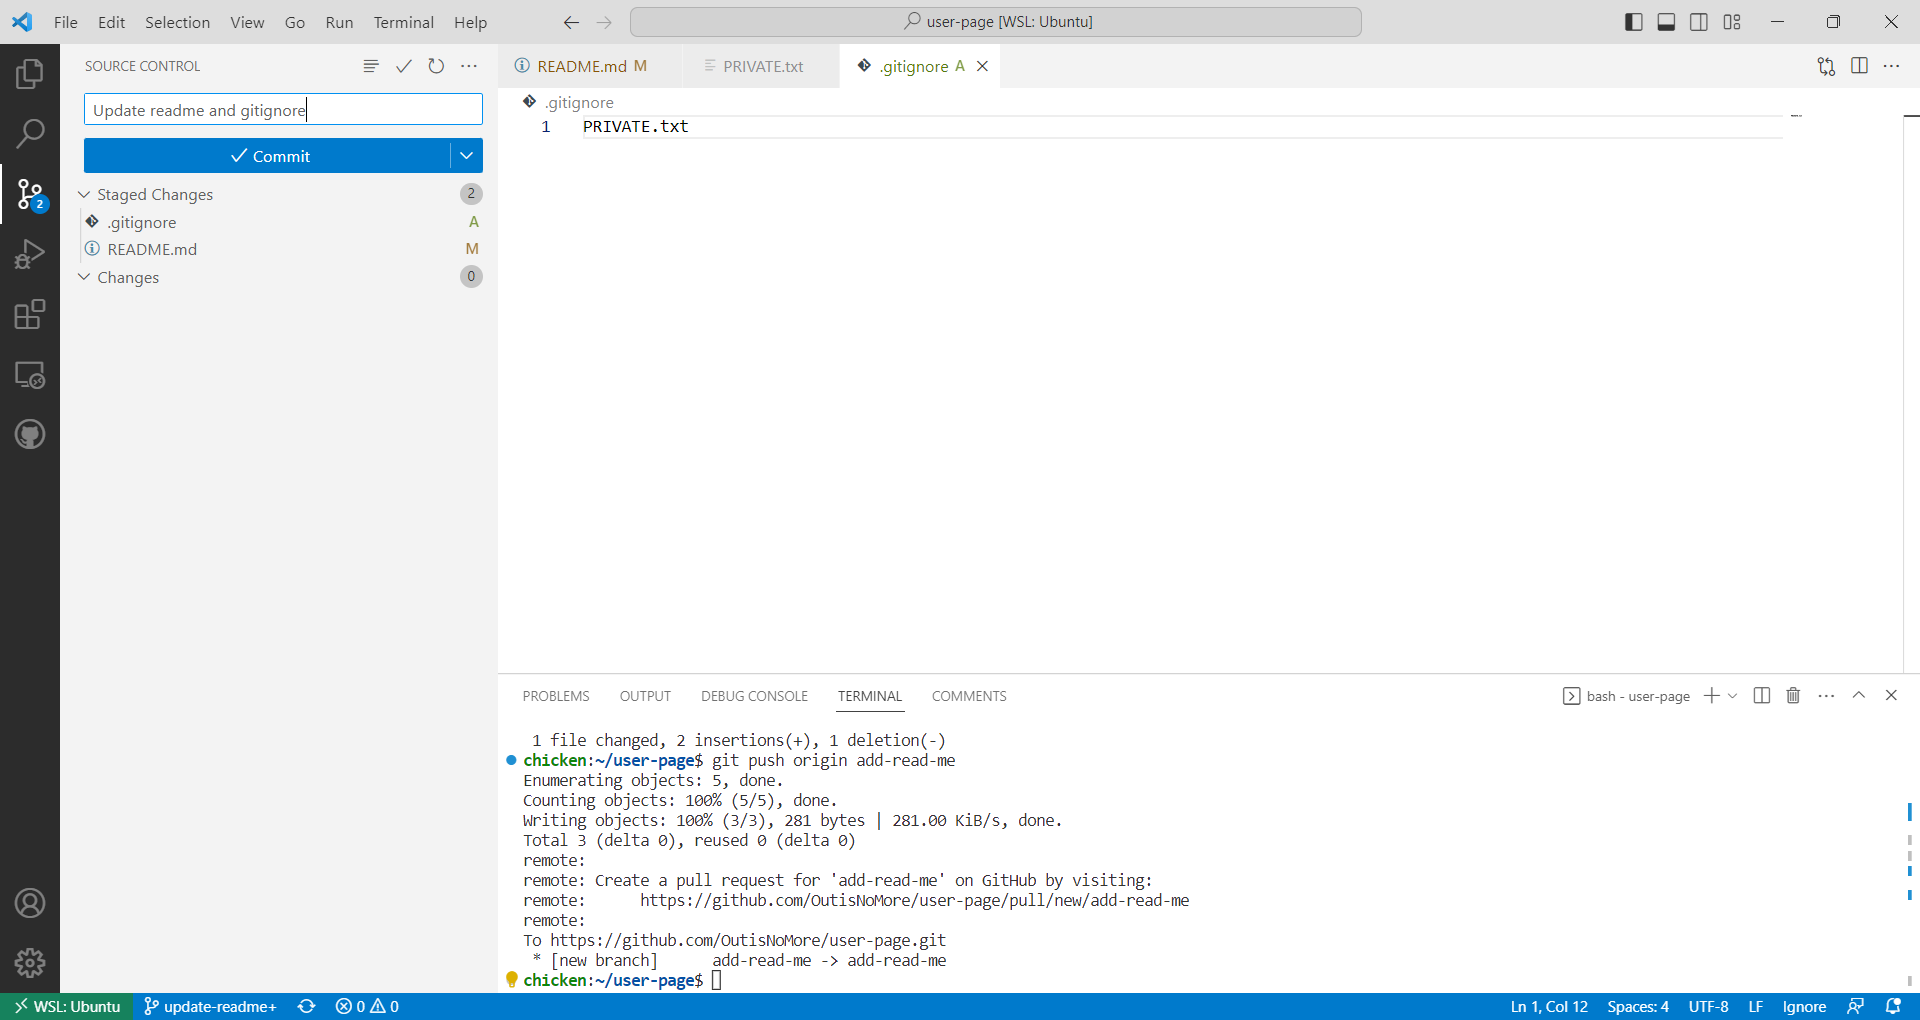 File Edit Selection View Go Run Terminal Help
user-page [WSL: Ubuntu]
SOURCE CONTROL
Update readme and gitignore
Commit
Staged Changes 2
.gitignore A
README.md M
Changes 0
2
README.md M PRIVATE.txt .gitignore A
.gitignore
1 PRIVATE.txt
PROBLEMS OUTPUT DEBUG CONSOLE TERMINAL COMMENTS
bash - user-page
1 file changed, 2 insertions(+), 1 deletion(-)
chicken:~/user-page$ git push origin add-read-me
Enumerating objects: 5, done.
Counting objects: 100% (5/5), done.
Writing objects: 100% (3/3), 281 bytes | 281.00 KiB/s, done.
Total 3 (delta 0), reused 0 (delta 0)
remote:
remote: Create a pull request for 'add-read-me' on GitHub by visiting:
remote:      https://github.com/OutisNoMore/user-page/pull/new/add-read-me
remote:
To https://github.com/OutisNoMore/user-page.git
 * [new branch]      add-read-me -> add-read-me
chicken:~/user-page$
WSL: Ubuntu update-readme+ 0 0 Ln 1, Col 12 Spaces: 4 UTF-8 LF Ignore